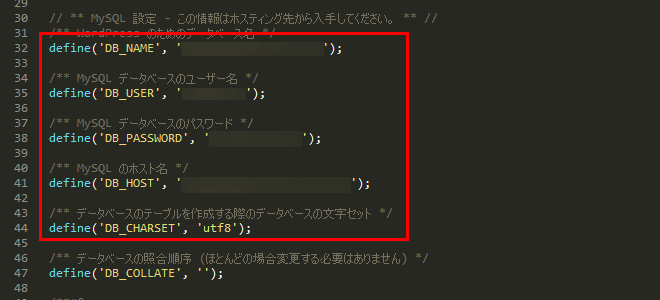 29
30 // ** MySQL 設定 - この情報はホスティング先から入手してください。 ** //
31 /** WordPress のためのデータベース名 */
32 define('DB_NAME', ' ');
33
34 /** MySQL データベースのユーザー名 */
35 define('DB_USER', ' ');
36
37 /** MySQL データベースのパスワード */
38 define('DB_PASSWORD', ' ');
39
40 /** MySQL のホスト名 */
41 define('DB_HOST', ' ');
42
43 /** データベースのテーブルを作成する際のデータベースの文字セット */
44 define('DB_CHARSET', 'utf8');
45
46 /** データベースの照合順序 (ほとんどの場合変更する必要はありません) */
47 define('DB_COLLATE', '');
48